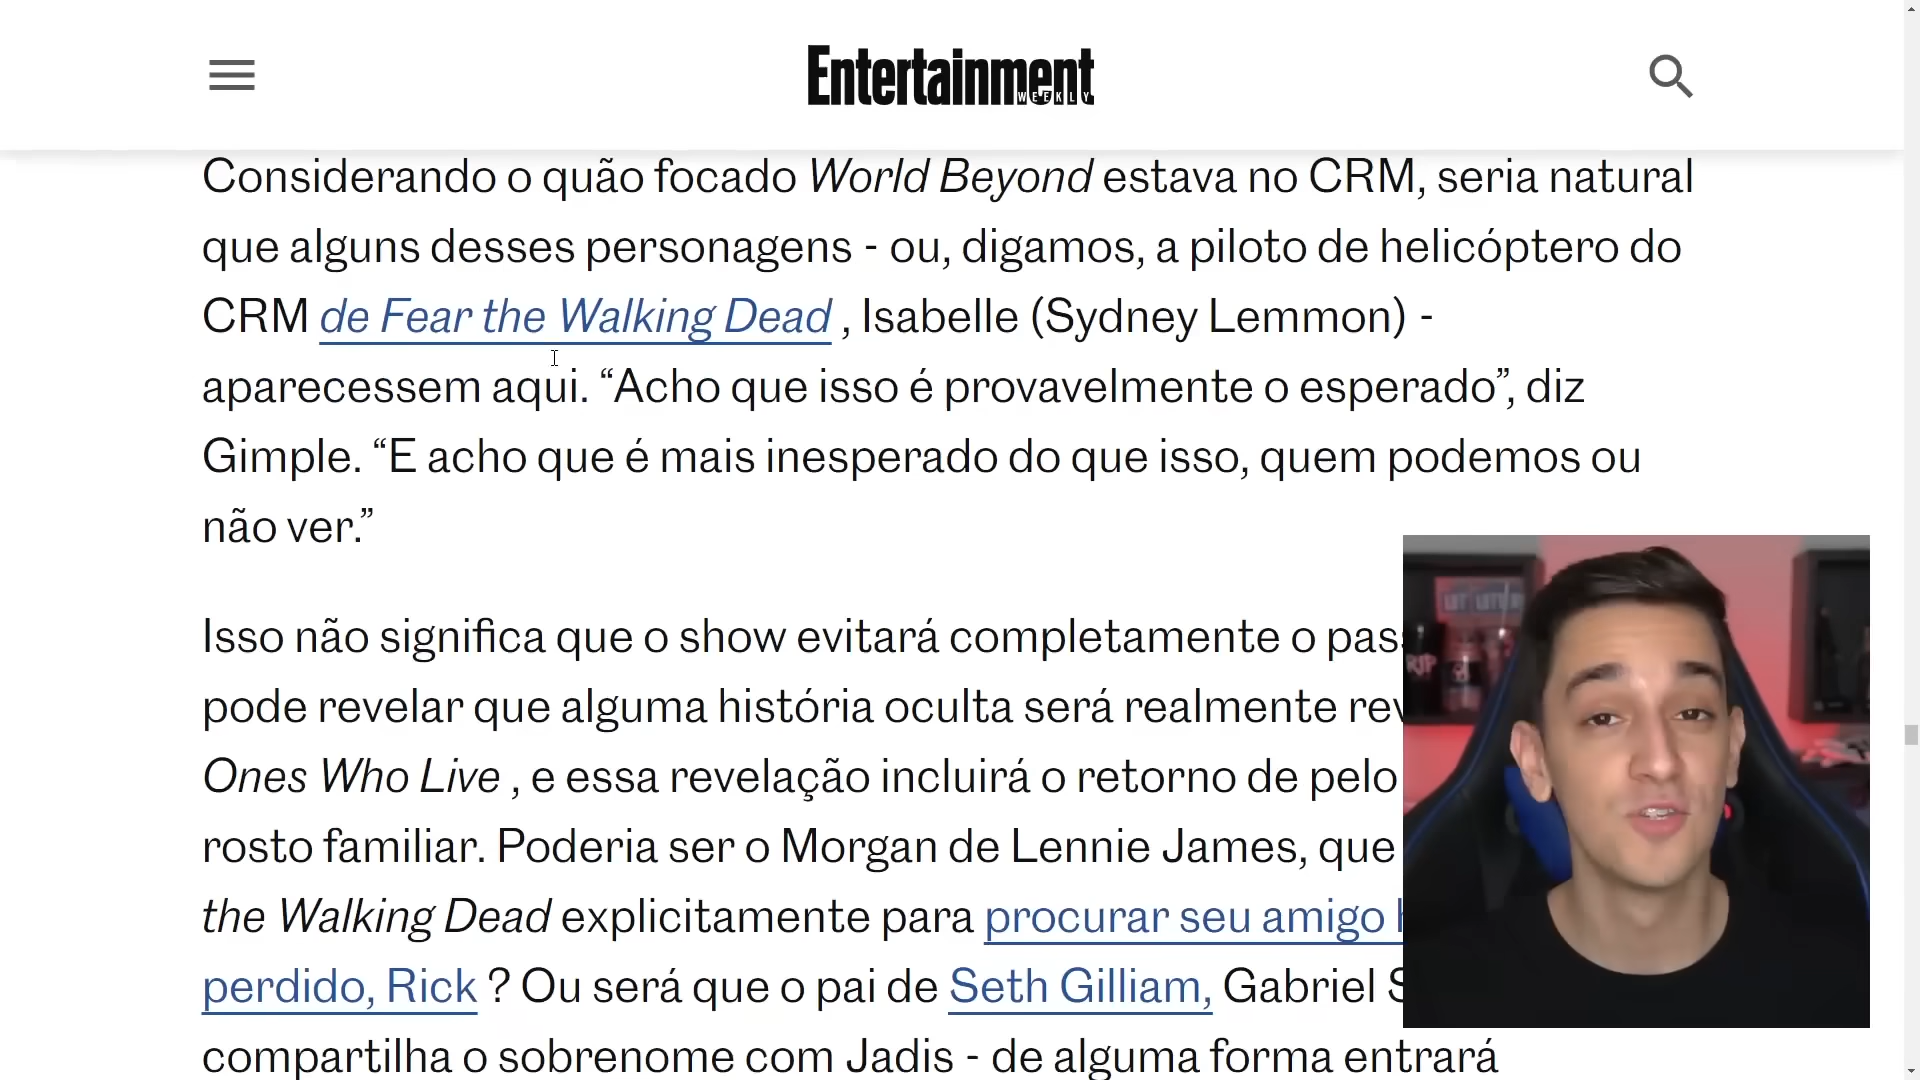 Entertainment
WEEKLY
Considerando o quão focado World Beyond estava no CRM, seria natural
que alguns desses personagens - ou, digamos, a piloto de helicóptero do
CRM de Fear the Walking Dead , Isabelle (Sydney Lemmon) -
aparecessem aqui. “Acho que isso é provavelmente o esperado”, diz
Gimple. “E acho que é mais inesperado do que isso, quem podemos ou
não ver.”
Isso não significa que o show evitará completamente o
pode revelar que alguma história oculta será realmente
Ones Who Live , e essa revelação incluirá o retorno de pelo
rosto familiar. Poderia ser o Morgan de Lennie James, que
the Walking Dead explicitamente para procurar seu amigo
perdido, Rick ? Ou será que o pai de Seth Gilliam, Gabriel
compartilha o sobrenome com Jadis - de alguma forma entrará
RIP